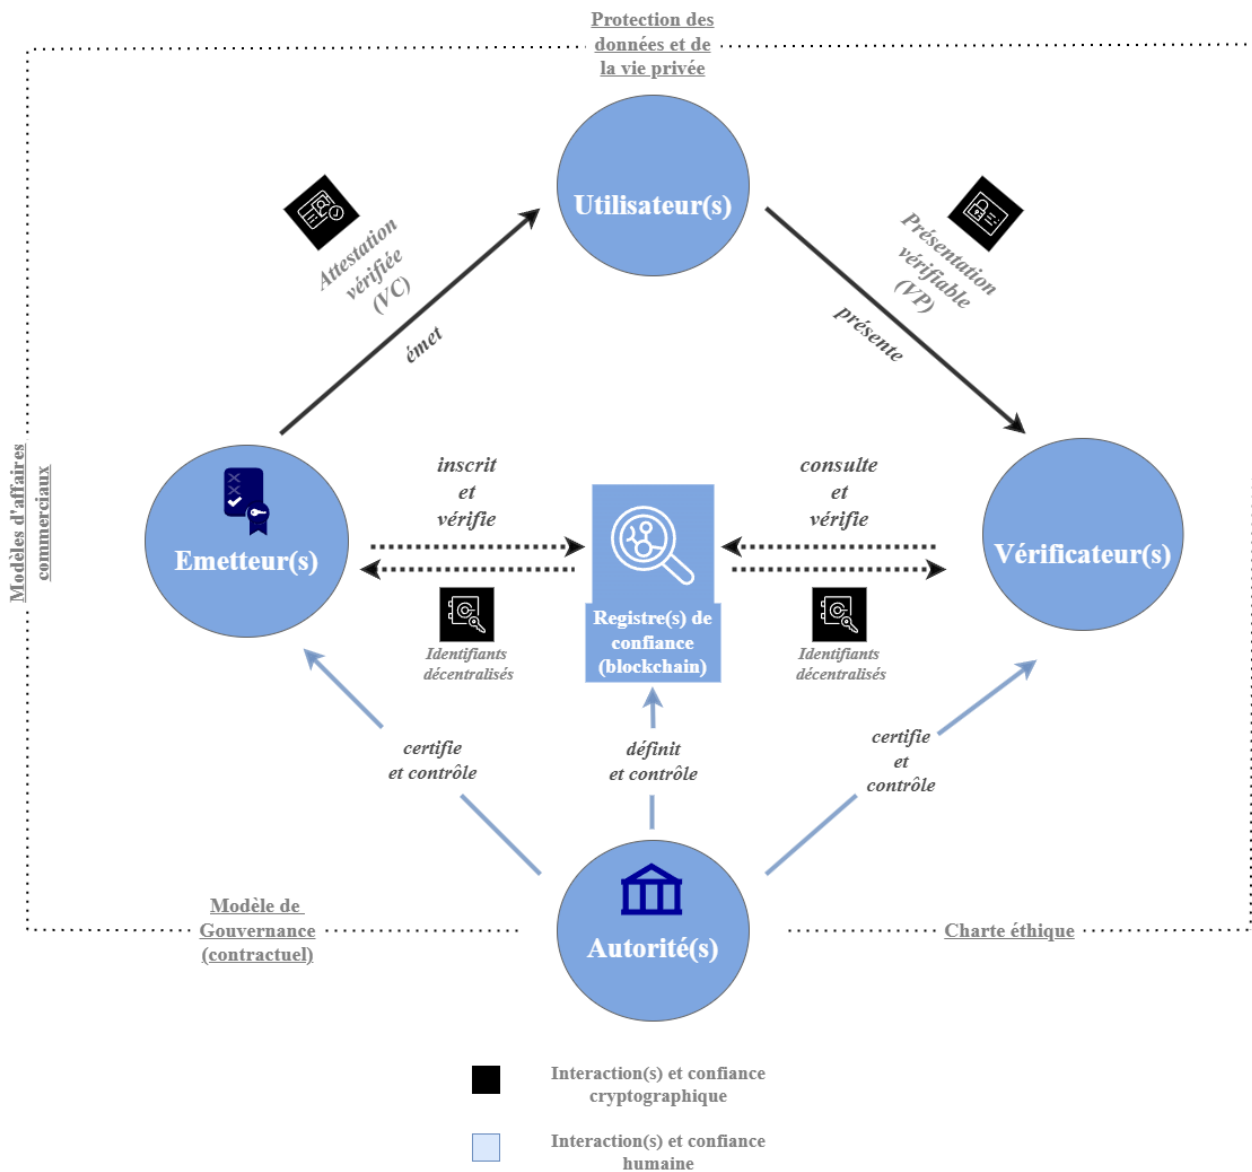 Protection des
données et de
la vie privée
Utilisateur(s)
Attestation
vérifiée
(VC)
émet
Présentation
vérifiable
(VP)
présente
Modèles d'affaires
commerciaux
inscrit
et
vérifie
consulte
et
vérifie
Emetteur(s)
Vérificateur(s)
Registre(s) de
confiance
(blockchain)
Identifiants
décentralisés
Identifiants
décentralisés
certifie
et contrôle
définit
et contrôle
certifie
et
contrôle
Modèle de
Gouvernance
(contractuel)
Autorité(s)
Charte éthique
Interaction(s) et confiance
cryptographique
Interaction(s) et confiance
humaine